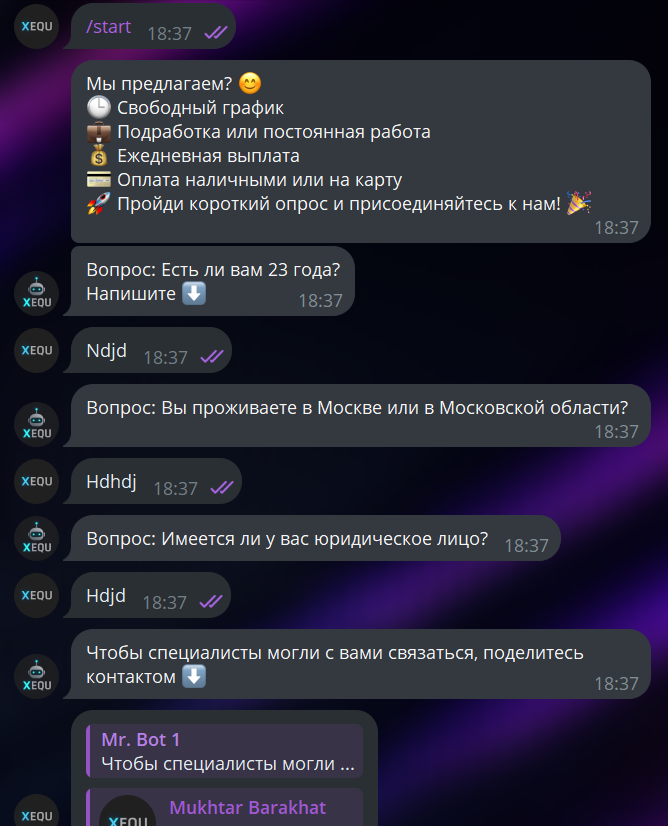 XEQU
/start 18:37
Мы предлагаем? 😊
🕒 Свободный график
💼 Подработка или постоянная работа
💰 Ежедневная выплата
💳 Оплата наличными или на карту
🚀 Пройди короткий опрос и присоединяйтесь к нам! 🎉
18:37
Вопрос: Есть ли вам 23 года?
Напишите ⬇️ 18:37
XEQU
XEQU
Ndjd 18:37
Вопрос: Вы проживаете в Москве или в Московской области?
18:37
XEQU
XEQU
Hdhdj 18:37
Вопрос: Имеется ли у вас юридическое лицо? 18:37
XEQU
XEQU
Hdjd 18:37
Чтобы специалисты могли с вами связаться, поделитесь
контактом ⬇️
18:37
XEQU
Mr. Bot 1
Чтобы специалисты могли ...
Mukhtar Barakhat
XEQU
XEQU